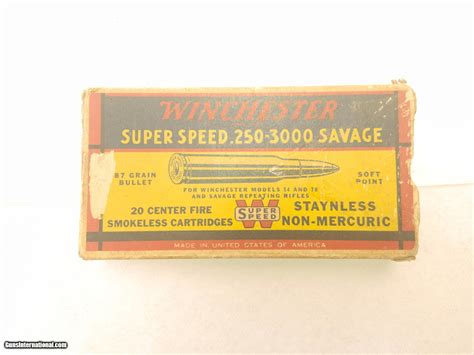 WINCHESTER
SUPER SPEED .250-3000 SAVAGE
87 GRAIN
BULLET
SOFT
POINT
FOR WINCHESTER MODELS 54 AND 70
AND SAVAGE REPEATING RIFLES
20 CENTER FIRE
SMOKELESS CARTRIDGES
SUPER
W
SPEED
STAYNLESS
NON-MERCURIC
MADE IN UNITED STATES OF AMERICA
GunsInternational.com